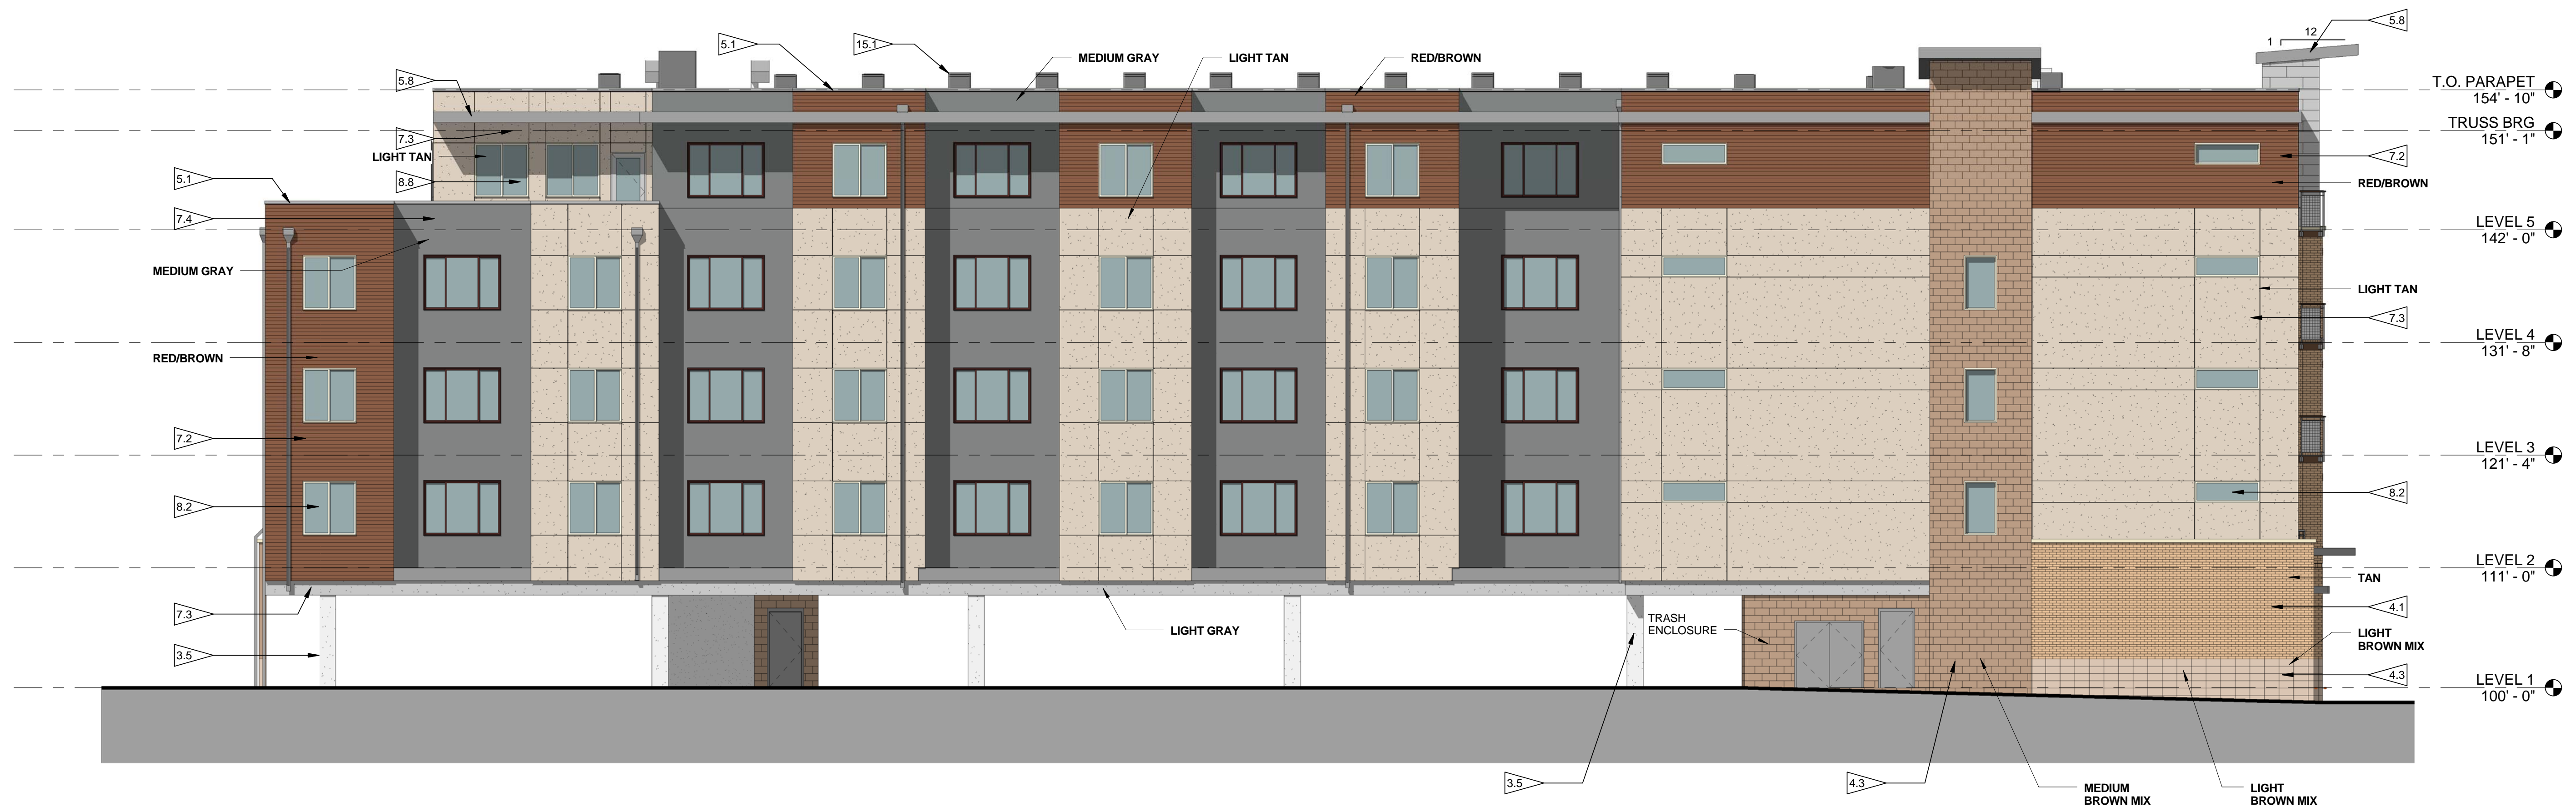 5.8
12
1
5.1
15.1
MEDIUM GRAY
LIGHT TAN
RED/BROWN
5.8
T.O. PARAPET
154' - 10"
7.3
TRUSS BRG
151' - 1"
LIGHT TAN
7.2
8.8
5.1
RED/BROWN
7.4
LEVEL 5
142' - 0"
MEDIUM GRAY
LIGHT TAN
7.3
LEVEL 4
131' - 8"
RED/BROWN
7.2
LEVEL 3
121' - 4"
8.2
8.2
LEVEL 2
111' - 0"
TAN
7.3
4.1
TRASH
ENCLOSURE
LIGHT GRAY
LIGHT
BROWN MIX
3.5
4.3
LEVEL 1
100' - 0"
3.5
4.3
MEDIUM
BROWN MIX
LIGHT
BROWN MIX